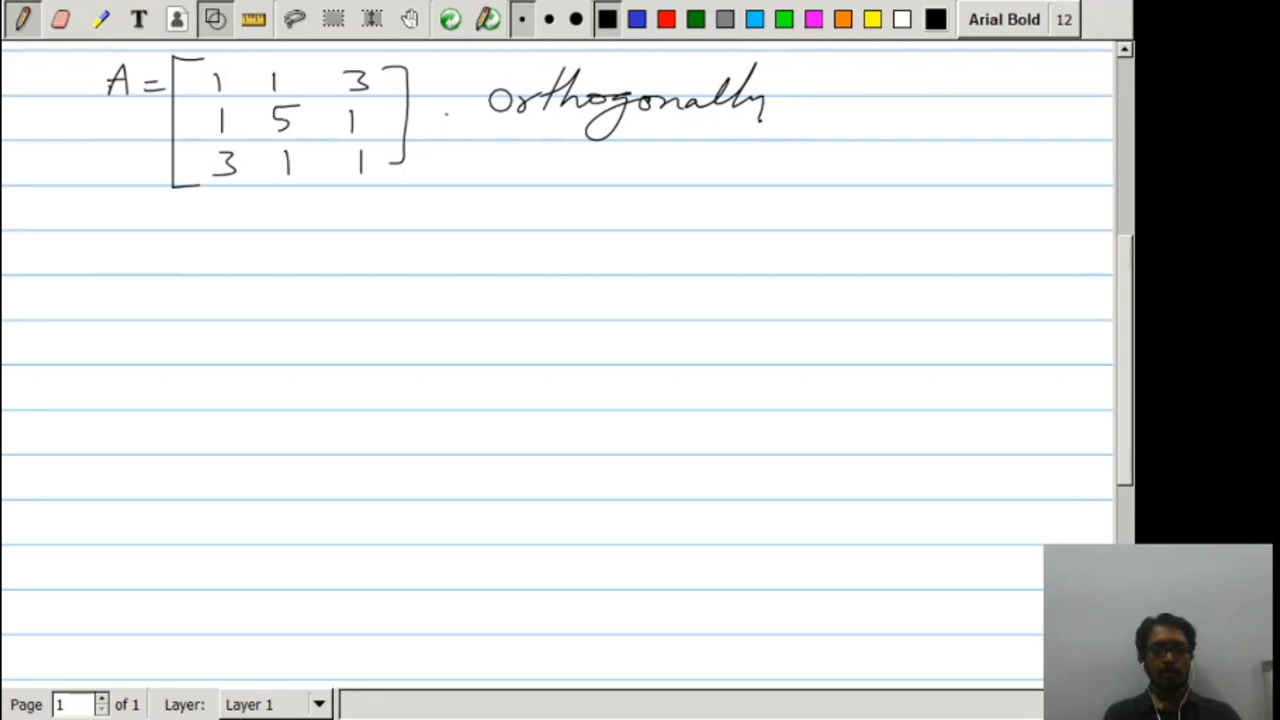 Arial Bold 12
A = [ 1 1 3 . Orthogonally
1 5 1
3 1 1 ]
Page 1 of 1 Layer: Layer 1